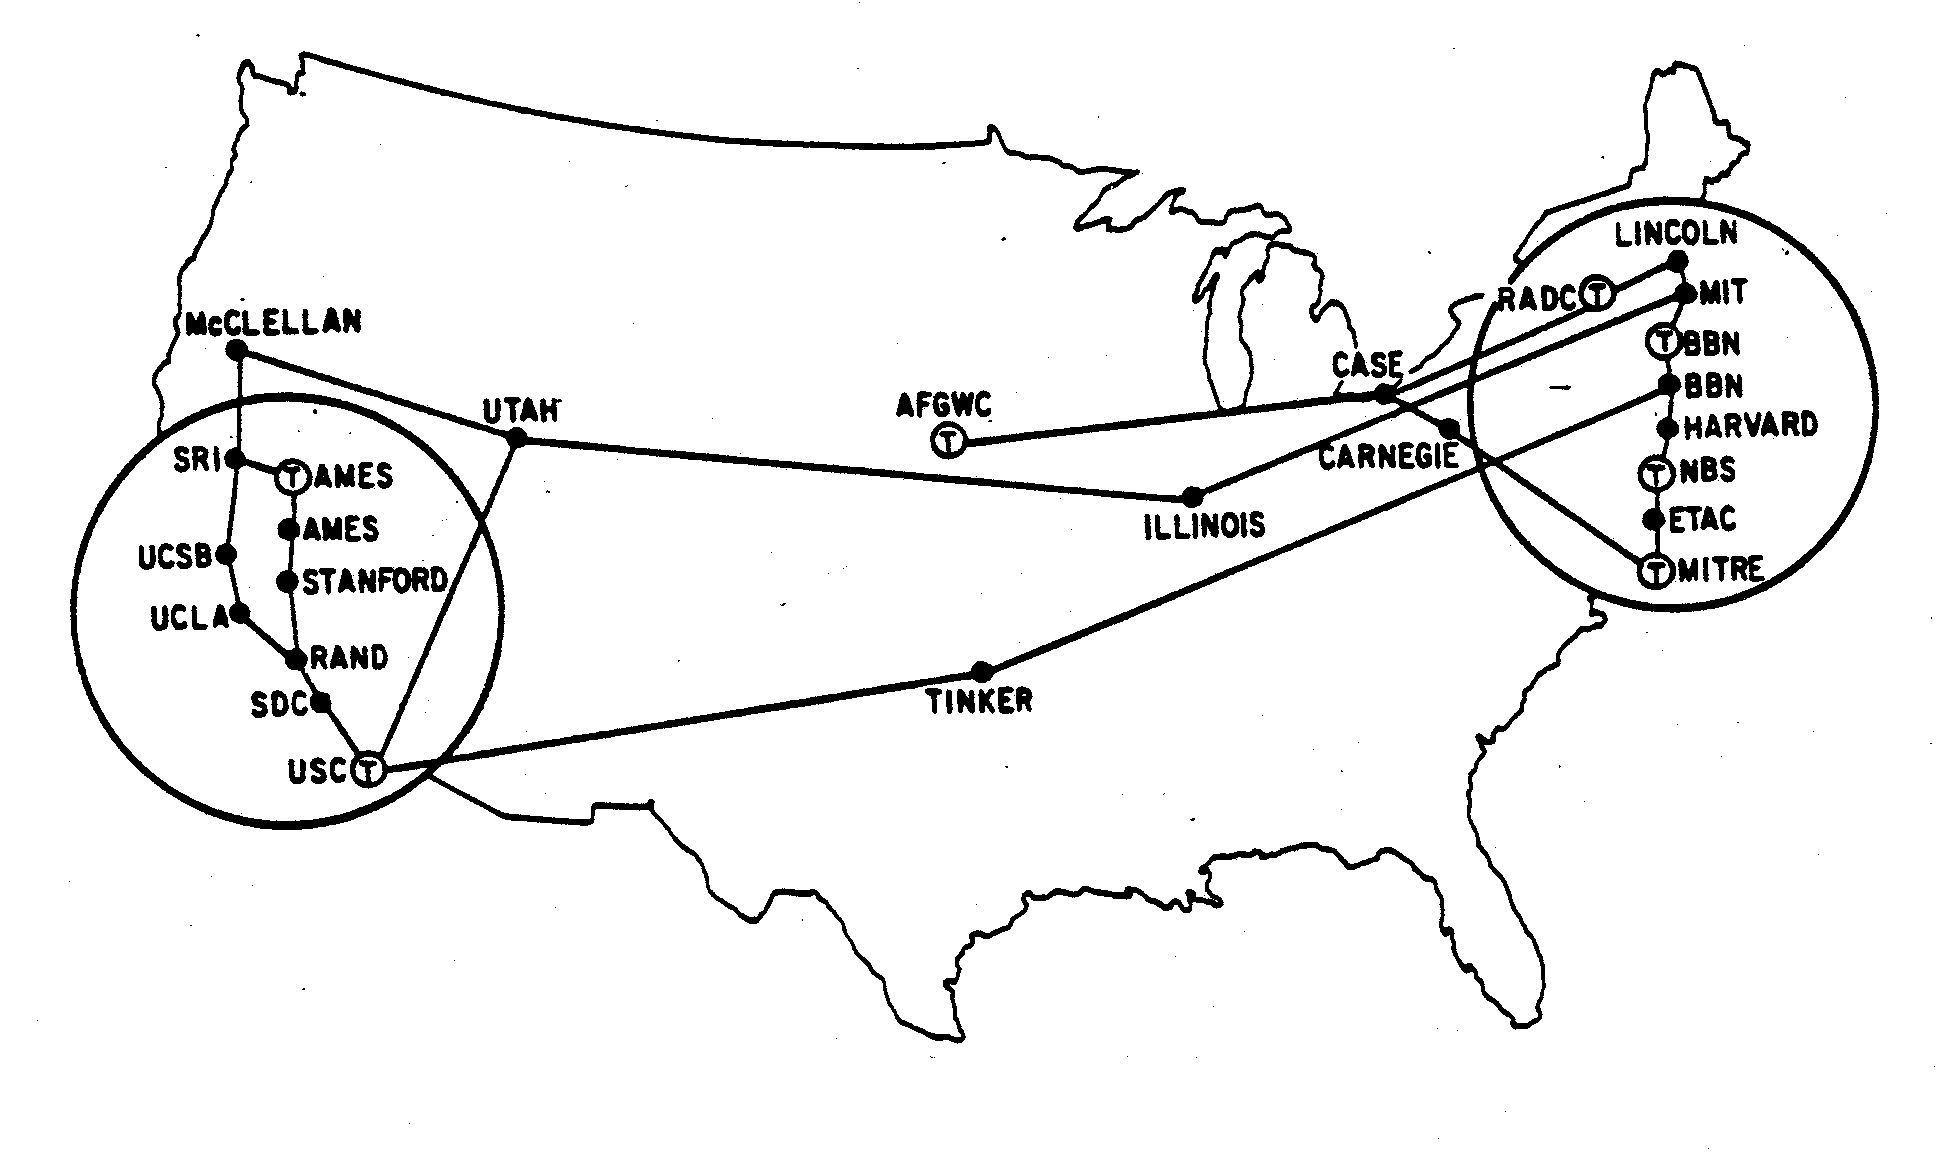 LINCOLN
RADC T
MIT
McCLELLAN
T BBN
CASE
BBN
UTAH
AFGWC
T
HARVARD
CARNEGIE
SRI
T AMES
T NBS
AMES
ILLINOIS
ETAC
UCSB
STANFORD
T MITRE
UCLA
RAND
SDC
TINKER
USC T